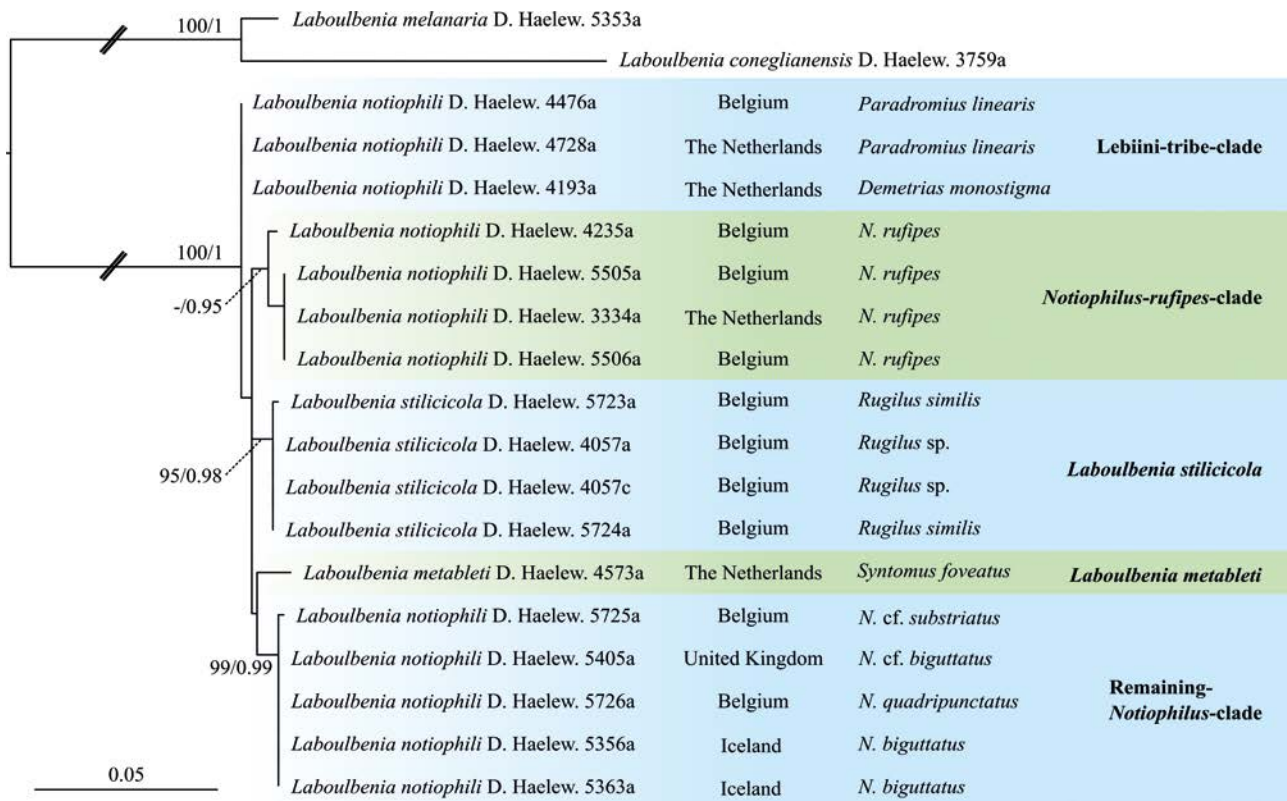 100/1
Laboulbenia melanaria D. Haelew. 5353a
Laboulbenia coneglianensis D. Haelew. 3759a
Laboulbenia notiophili D. Haelew. 4476a Belgium Paradromius linearis
Laboulbenia notiophili D. Haelew. 4728a The Netherlands Paradromius linearis
Lebiini-tribe-clade
Laboulbenia notiophili D. Haelew. 4193a The Netherlands Demetrias monostigma
Laboulbenia notiophili D. Haelew. 4235a Belgium N. rufipes
100/1
Laboulbenia notiophili D. Haelew. 5505a Belgium N. rufipes
Notiophilus-rufipes-clade
-/0.95
Laboulbenia notiophili D. Haelew. 3334a The Netherlands N. rufipes
Laboulbenia notiophili D. Haelew. 5506a Belgium N. rufipes
Laboulbenia stilicicola D. Haelew. 5723a Belgium Rugilus similis
Laboulbenia stilicicola D. Haelew. 4057a Belgium Rugilus sp.
Laboulbenia stilicicola
95/0.98
Laboulbenia stilicicola D. Haelew. 4057c Belgium Rugilus sp.
Laboulbenia stilicicola D. Haelew. 5724a Belgium Rugilus similis
Laboulbenia metableti D. Haelew. 4573a The Netherlands Syntomus foveatus Laboulbenia metableti
Laboulbenia notiophili D. Haelew. 5725a Belgium N. cf. substriatus
99/0.99
Laboulbenia notiophili D. Haelew. 5405a United Kingdom N. cf. biguttatus
Remaining-
Notiophilus-clade
Laboulbenia notiophili D. Haelew. 5726a Belgium N. quadripunctatus
Laboulbenia notiophili D. Haelew. 5356a Iceland N. biguttatus
Laboulbenia notiophili D. Haelew. 5363a Iceland N. biguttatus
0.05